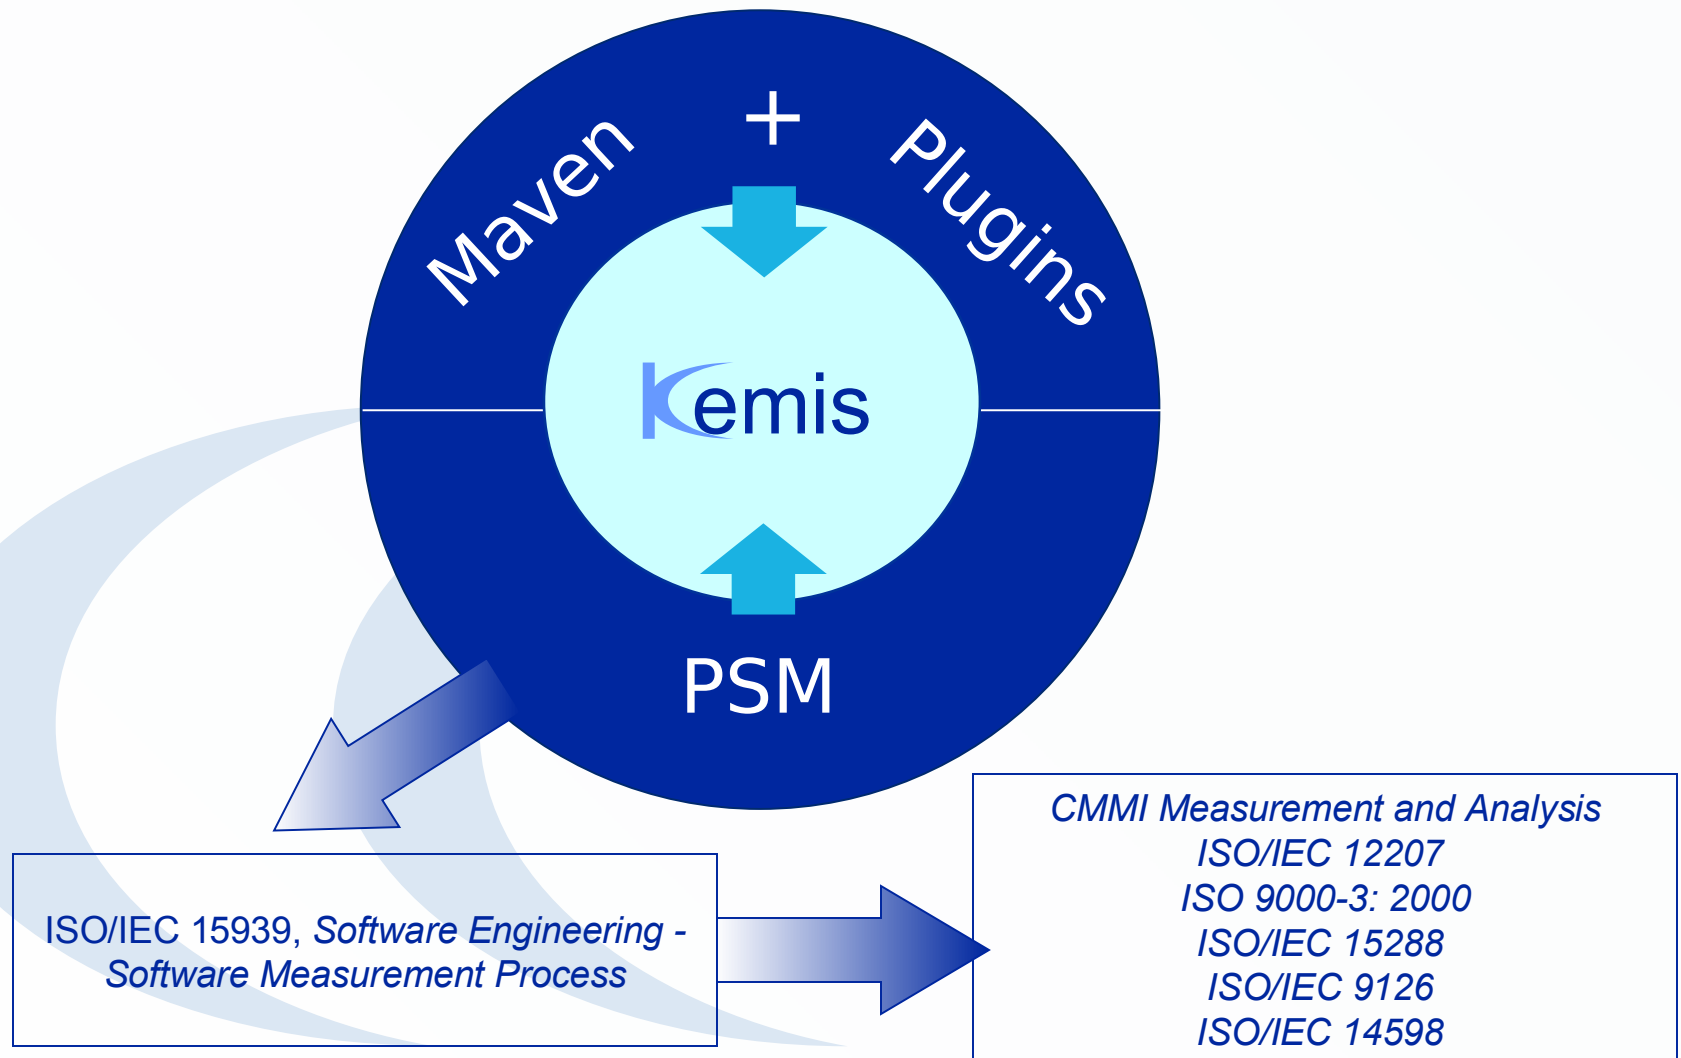 Maven + Plugins
Kemis
PSM
ISO/IEC 15939, Software Engineering -
Software Measurement Process
CMMI Measurement and Analysis
ISO/IEC 12207
ISO 9000-3: 2000
ISO/IEC 15288
ISO/IEC 9126
ISO/IEC 14598